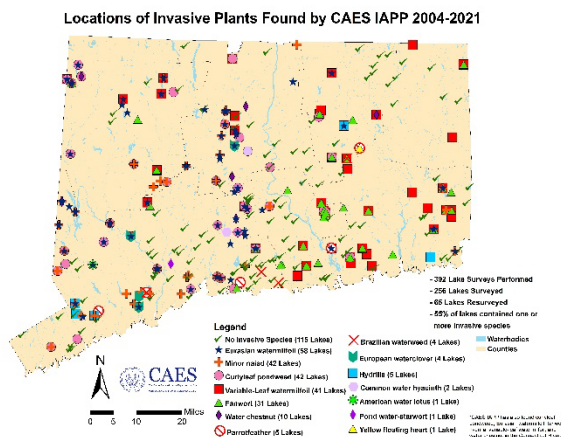 Locations of Invasive Plants Found by CAES IAPP 2004-2021
- 392 Lake Surveys Performed
- 256 Lakes Surveyed
- 65 Lakes Resurveyed
- 55% of lakes contained one or
more invasive species
Legend
No Invasive Species (115 Lakes)
Eurasian watermilfoil (58 Lakes)
Minor naiad (42 Lakes)
Curlyleaf pondweed (42 Lakes)
Variable-Leaf watermilfoil (41 Lakes)
Fanwort (31 Lakes)
Water chestnut (10 Lakes)
Parrotfeather (5 Lakes)
Brazilian waterweed (4 Lakes)
European waterclover (4 Lakes)
Hydrilla (5 Lakes)
Common water hyacinth (2 Lakes)
American water lotus (1 Lake)
Pond water-starwort (1 Lake)
Yellow floating heart (1 Lake)
Waterbodies
Counties
N
CAES
0 5 10 20 Miles